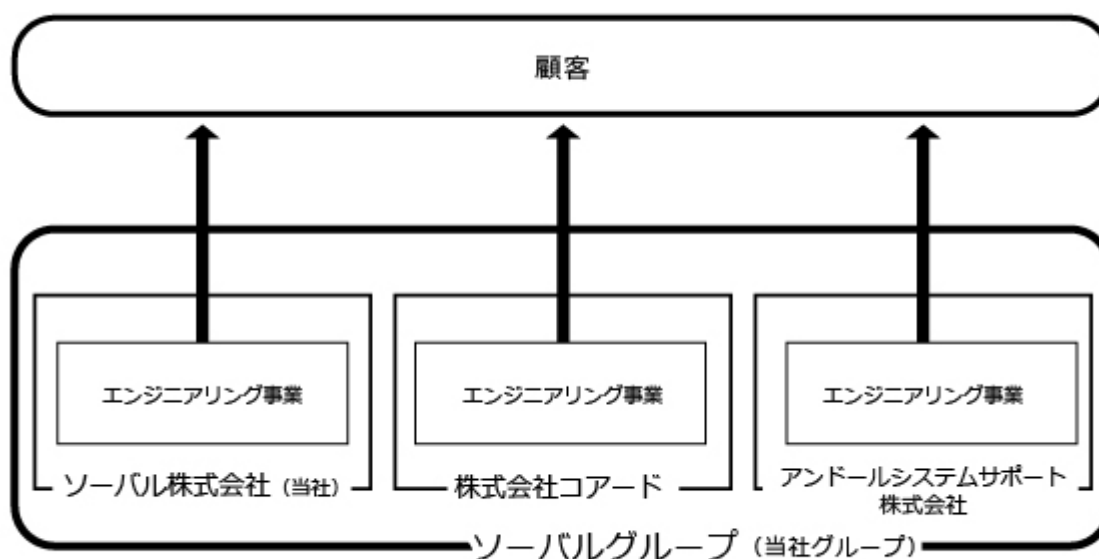 顧客
エンジニアリング事業
エンジニアリング事業
エンジニアリング事業
ソーバル株式会社（当社）
株式会社コアード
アンドールシステムサポート
株式会社
ソーバルグループ（当社グループ）